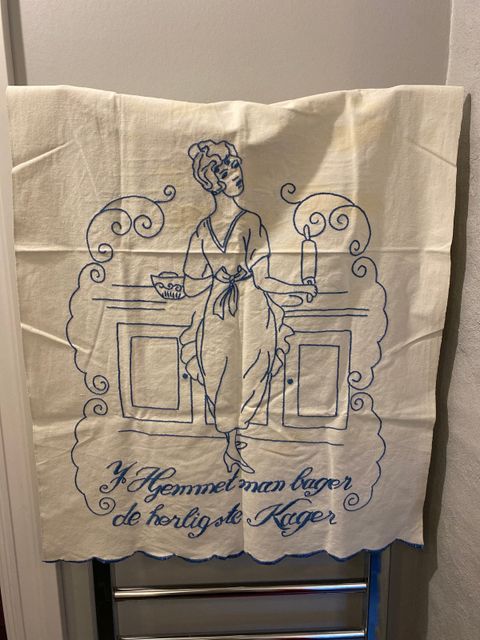 I Hjemmet man bager
de herligste Kager